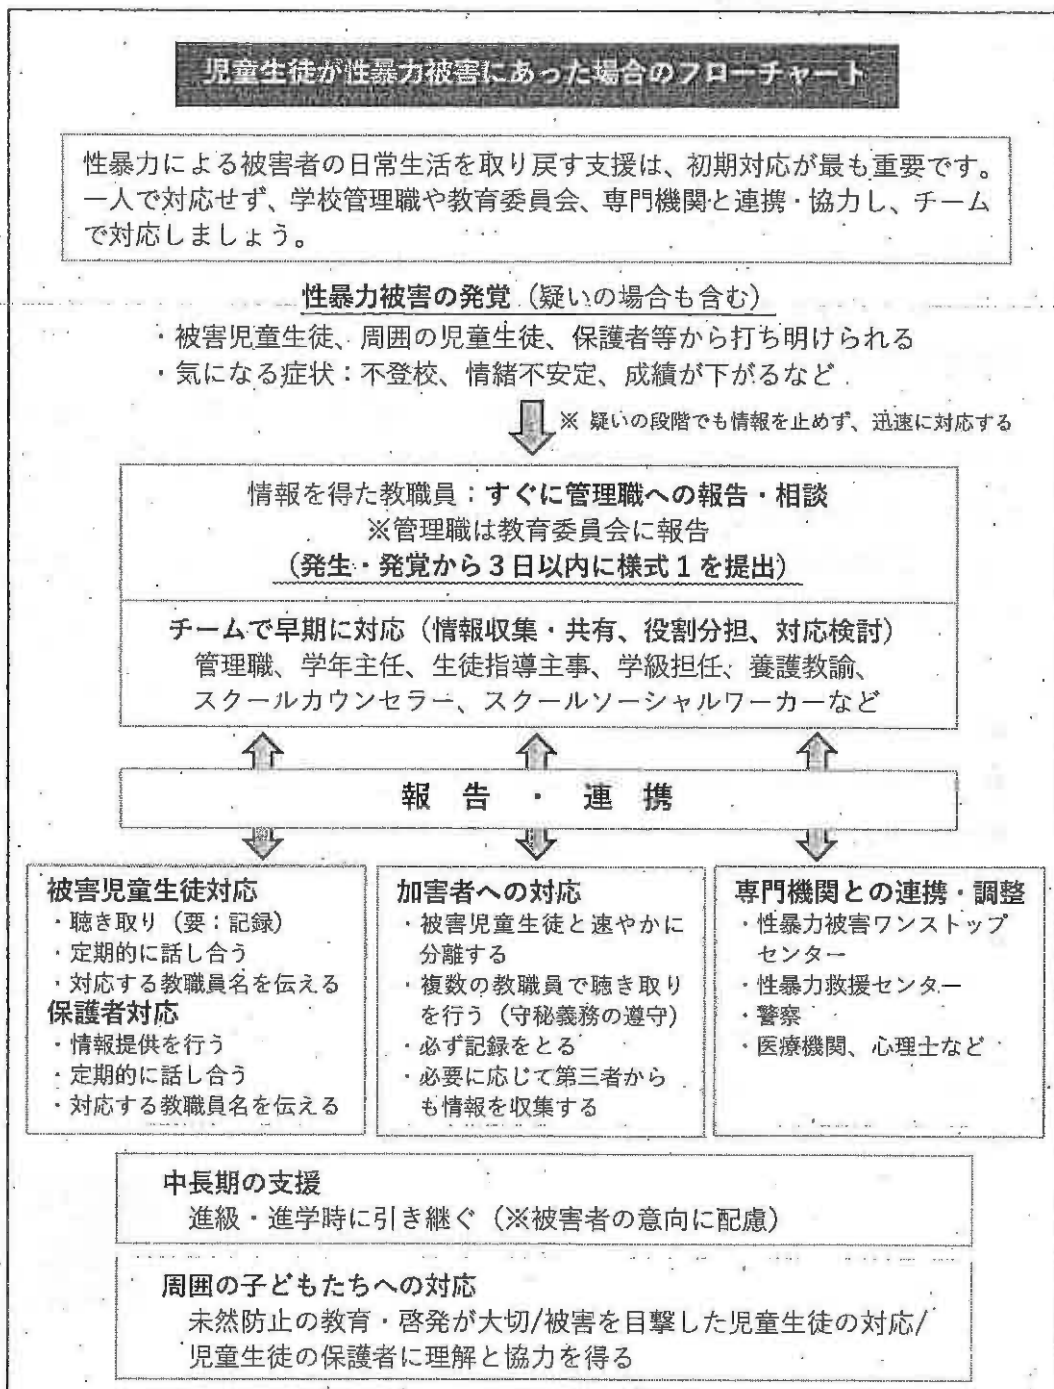 児童生徒が性暴力被害にあった場合のフローチャート
性暴力による被害者の日常生活を取り戻す支援は、初期対応が最も重要です。
一人で対応せず、学校管理職や教育委員会、専門機関と連携・協力し、チーム
で対応しましょう。
性暴力被害の発覚（疑いの場合も含む）
・被害児童生徒、周囲の児童生徒、保護者等から打ち明けられる
・気になる症状：不登校、情緒不安定、成績が下がるなど
※ 疑いの段階でも情報を止めず、迅速に対応する
情報を得た教職員：すぐに管理職への報告・相談
※管理職は教育委員会に報告
（発生・発覚から３日以内に様式１を提出）
チームで早期に対応（情報収集・共有、役割分担、対応検討）
管理職、学年主任、生徒指導主事、学級担任、養護教諭、
スクールカウンセラー、スクールソーシャルワーカーなど
報 告 ・ 連 携
被害児童生徒対応
・聴き取り（要：記録）
・定期的に話し合う
・対応する教職員名を伝える
保護者対応
・情報提供を行う
・定期的に話し合う
・対応する教職員名を伝える
加害者への対応
・被害児童生徒と速やかに
分離する
・複数の教職員で聴き取り
を行う（守秘義務の遵守）
・必ず記録をとる
・必要に応じて第三者から
も情報を収集する
専門機関との連携・調整
・性暴力被害ワンストップ
センター
・性暴力救援センター
・警察
・医療機関、心理士など
中長期の支援
進級・進学時に引き継ぐ（※被害者の意向に配慮）
周囲の子どもたちへの対応
未然防止の教育・啓発が大切/被害を目撃した児童生徒の対応/
児童生徒の保護者に理解と協力を得る